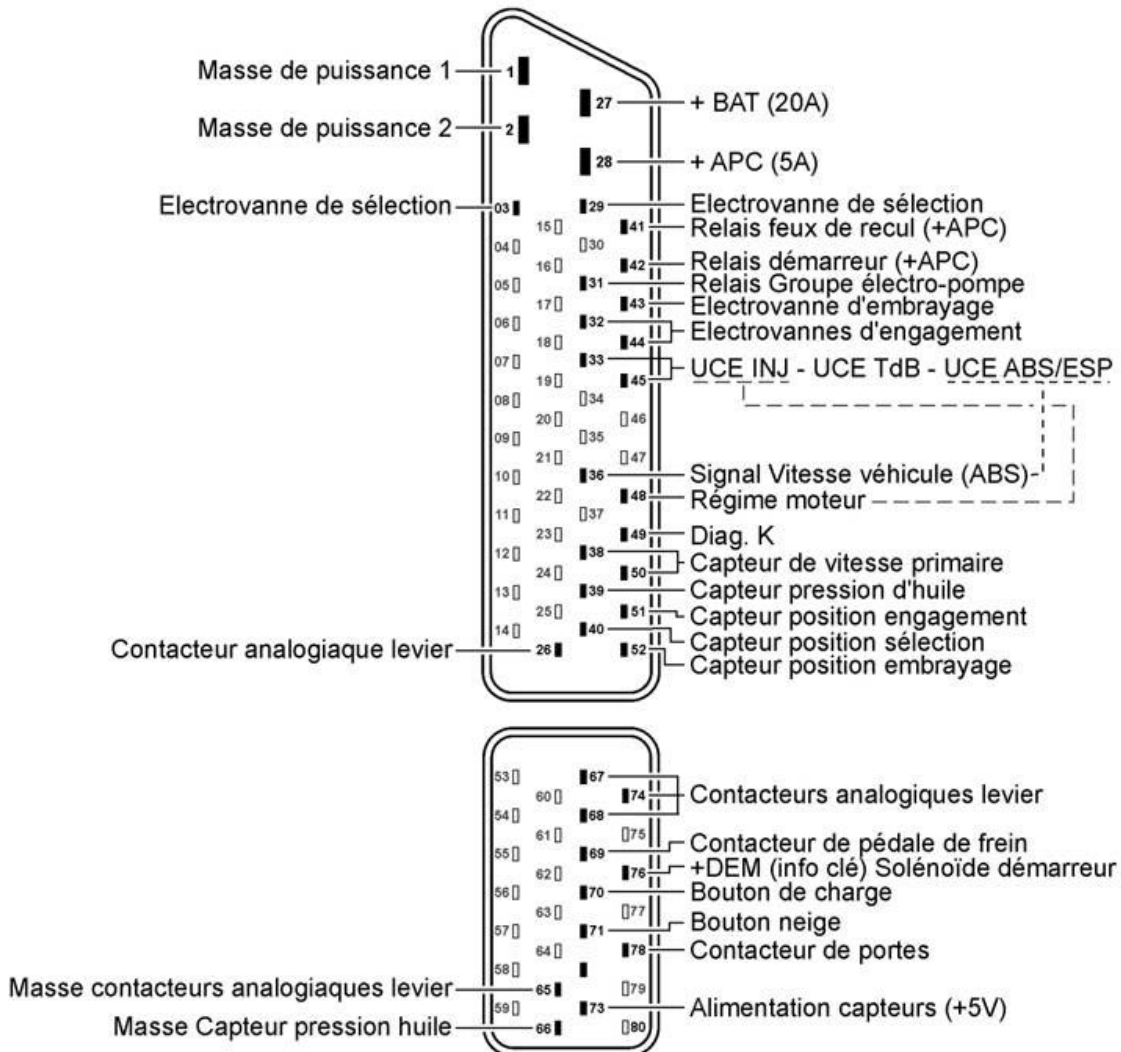 Masse de puissance 1 1
27 + BAT (20A)
Masse de puissance 2 2
28 + APC (5A)
Electrovanne de sélection 03
29 Electrovanne de sélection
15 41 Relais feux de recul (+APC)
04 30
16 42 Relais démarreur (+APC)
05 31 Relais Groupe électro-pompe
17 43 Electrovanne d'embrayage
06 32 Electrovannes d'engagement
18 44
07 33 UCE INJ - UCE TdB - UCE ABS/ESP
19 45
08 34
20 46
09 35
21 47
10 36 Signal Vitesse véhicule (ABS)
22 48 Régime moteur
11 37
23 49 Diag. K
12 38 Capteur de vitesse primaire
24 50
13 39 Capteur pression d'huile
25 51 Capteur position engagement
14 40 Capteur position sélection
Contacteur analogiaque levier 26 52 Capteur position embrayage
53 67
60 74 Contacteurs analogiques levier
54 68
61 75
55 69 Contacteur de pédale de frein
62 76 +DEM (info clé) Solénoïde démarreur
56 70 Bouton de charge
63 77
57 71 Bouton neige
64 78 Contacteur de portes
58
Masse contacteurs analogiaques levier 65 79
59 73 Alimentation capteurs (+5V)
Masse Capteur pression huile 66 80